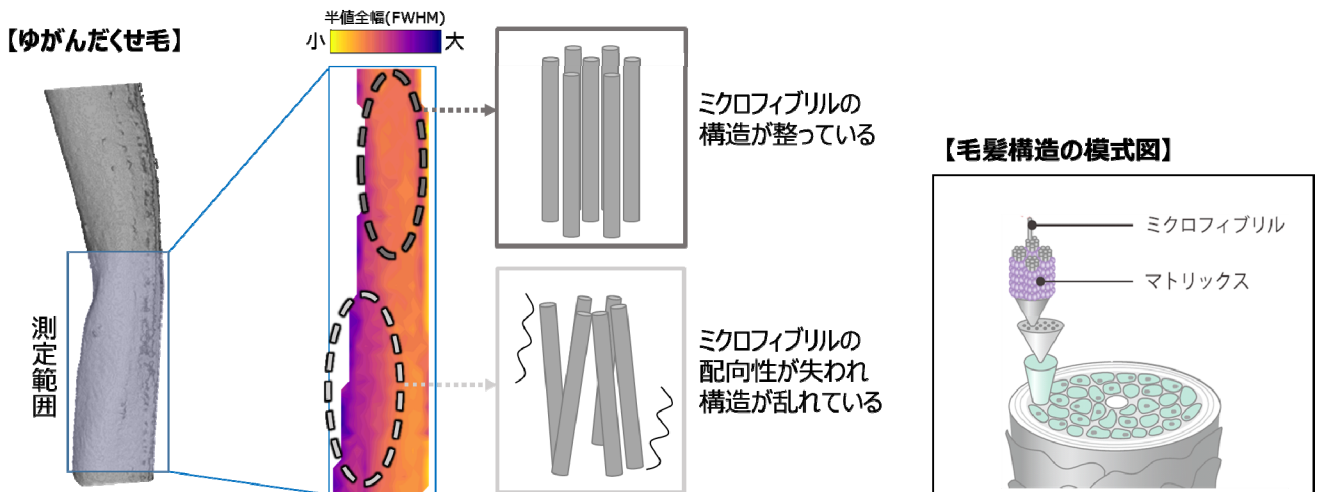 【ゆがんだくせ毛】
半値全幅(FWHM)
小 大
測定範囲
ミクロフィブリルの
構造が整っている
ミクロフィブリルの
配向性が失われ
構造が乱れている
【毛髪構造の模式図】
ミクロフィブリル
マトリックス